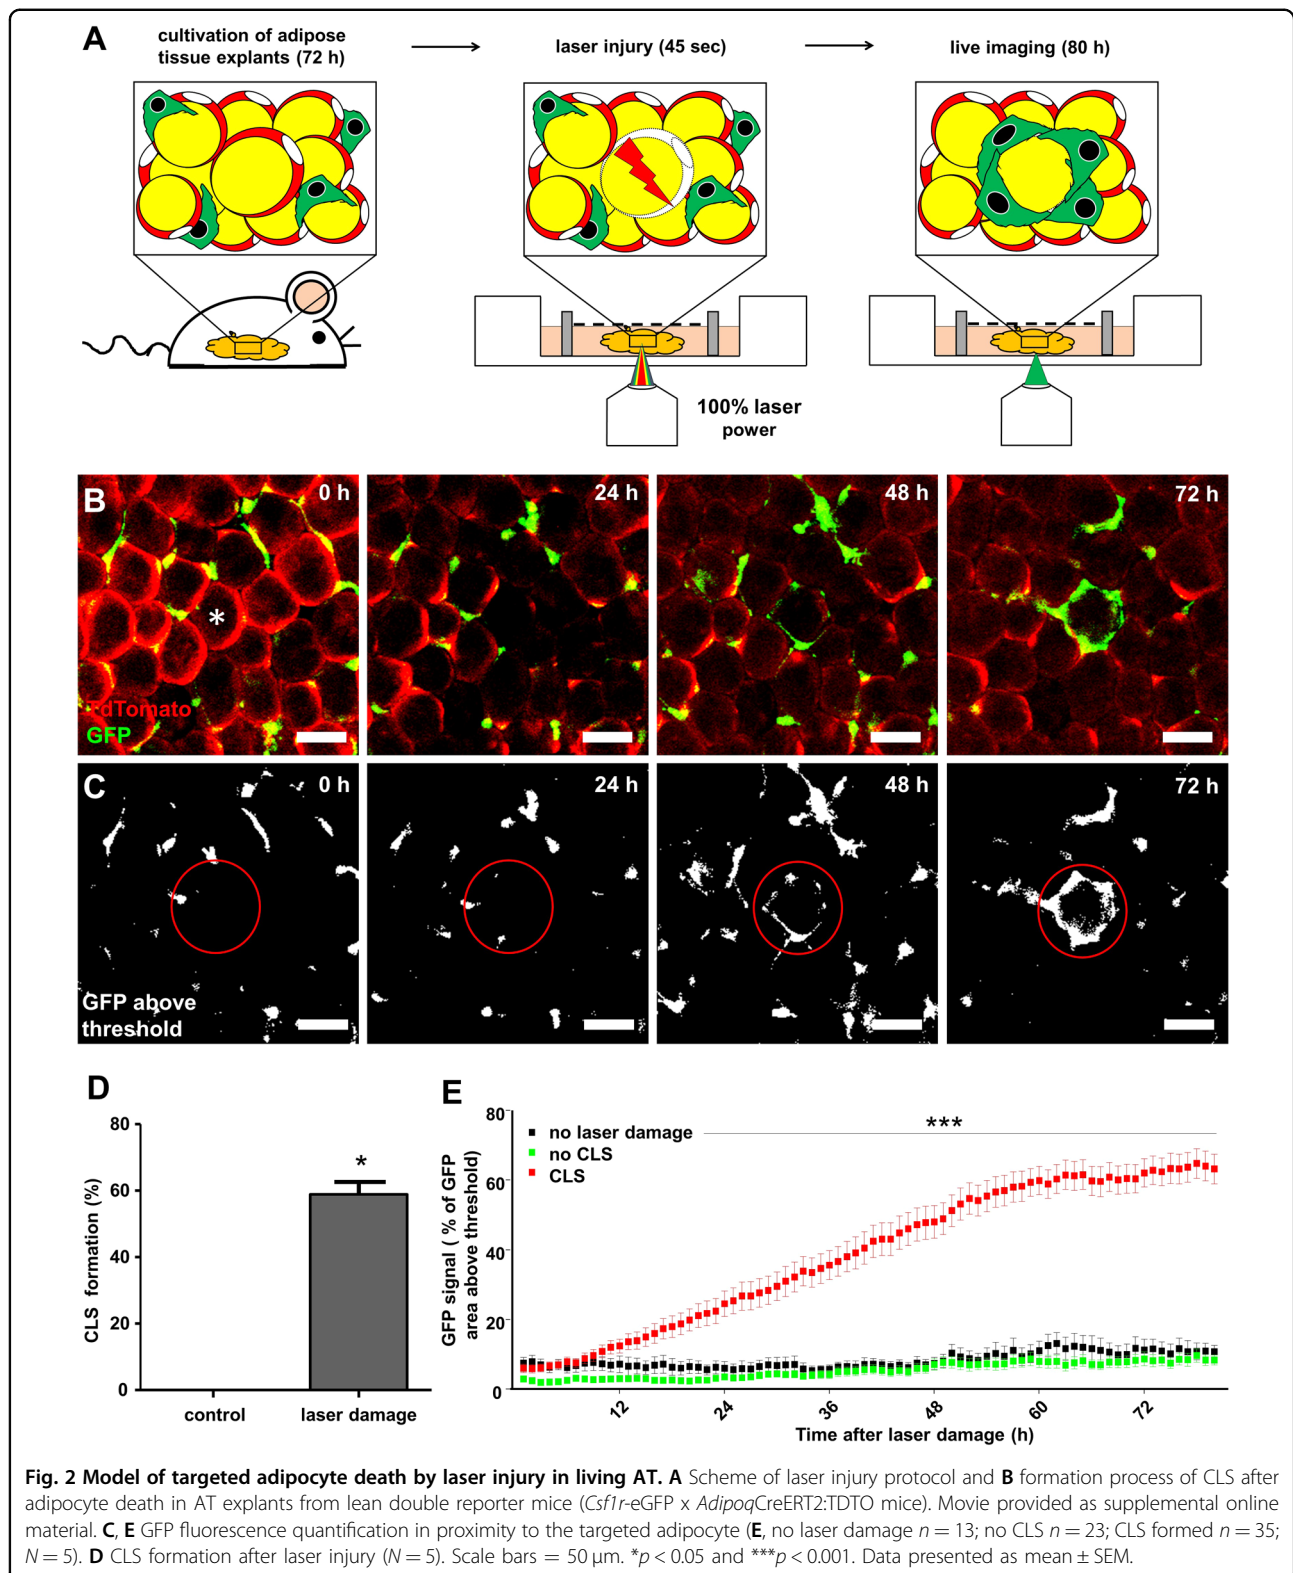 A
cultivation of adipose
tissue explants (72 h)
laser injury (45 sec)
live imaging (80 h)
100% laser
power
B
0 h
24 h
48 h
72 h
*
TdTomato
GFP
C
0 h
24 h
48 h
72 h
GFP above
threshold
D
CLS formation (%)
80
60
40
20
0
*
control
laser damage
E
GFP signal ( % of GFP
area above threshold)
80
60
40
20
0
no laser damage
no CLS
CLS
***
12
24
36
48
60
72
Time after laser damage (h)
Fig. 2 Model of targeted adipocyte death by laser injury in living AT. A Scheme of laser injury protocol and B formation process of CLS after
adipocyte death in AT explants from lean double reporter mice (Csf1r-eGFP x AdipoqCreERT2:TDTO mice). Movie provided as supplemental online
material. C, E GFP fluorescence quantification in proximity to the targeted adipocyte (E, no laser damage n = 13; no CLS n = 23; CLS formed n = 35;
N = 5). D CLS formation after laser injury (N = 5). Scale bars = 50 µm. *p < 0.05 and ***p < 0.001. Data presented as mean ± SEM.